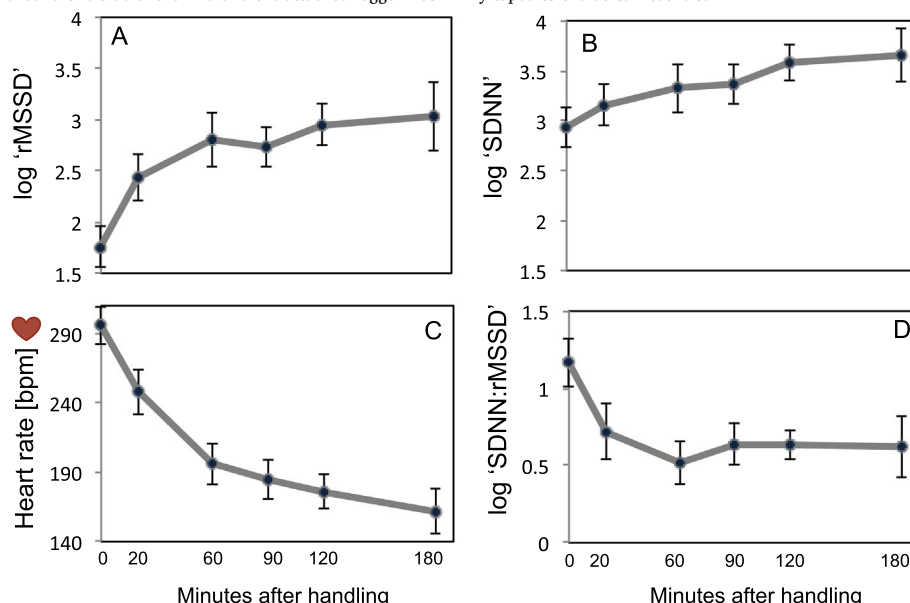 A
4
3.5
3
2.5
2
1.5
log ‘rMSSD’
B
4
3.5
3
2.5
2
1.5
log ‘SDNN’
C
290
240
190
140
Heart rate [bpm]
0 20 60 90 120 180
Minutes after handling
D
1.5
1
0.5
0
log ‘SDNN:rMSSD’
0 20 60 90 120 180
Minutes after handling